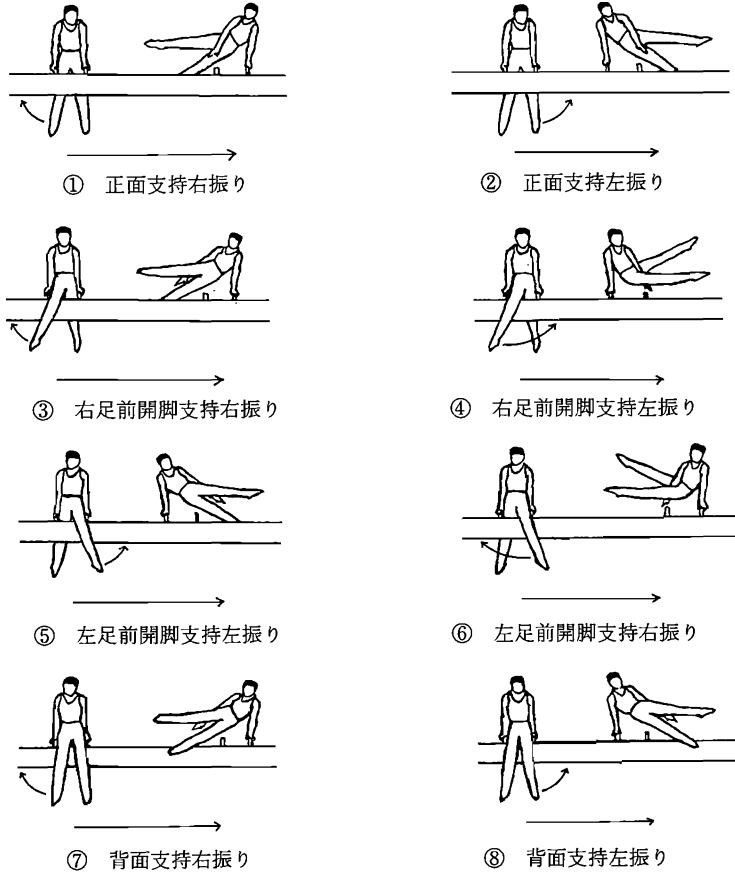 ① 正面支持右振り
② 正面支持左振り
③ 右足前開脚支持右振り
④ 右足前開脚支持左振り
⑤ 左足前開脚支持左振り
⑥ 左足前開脚支持右振り
⑦ 背面支持右振り
⑧ 背面支持左振り